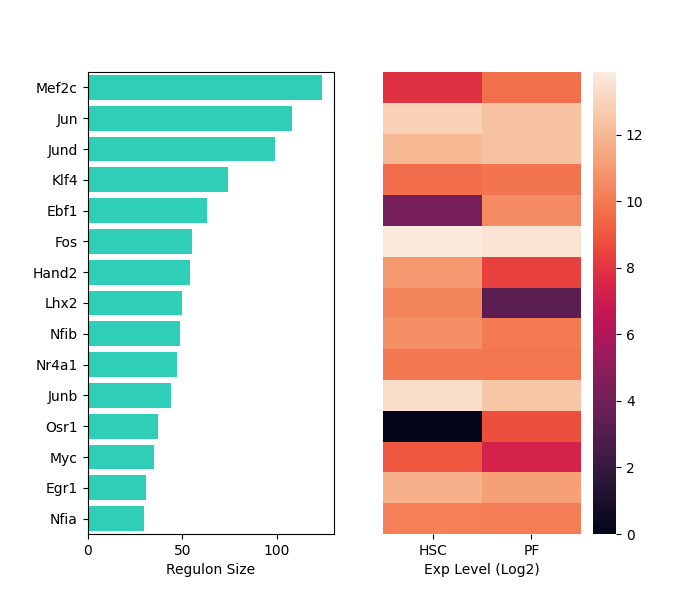 Mef2c
Jun
Jund
Klf4
Ebf1
Fos
Hand2
Lhx2
Nfib
Nr4a1
Junb
Osr1
Myc
Egr1
Nfia
0 50 100
Regulon Size
HSC PF
Exp Level (Log2)
12
10
8
6
4
2
0